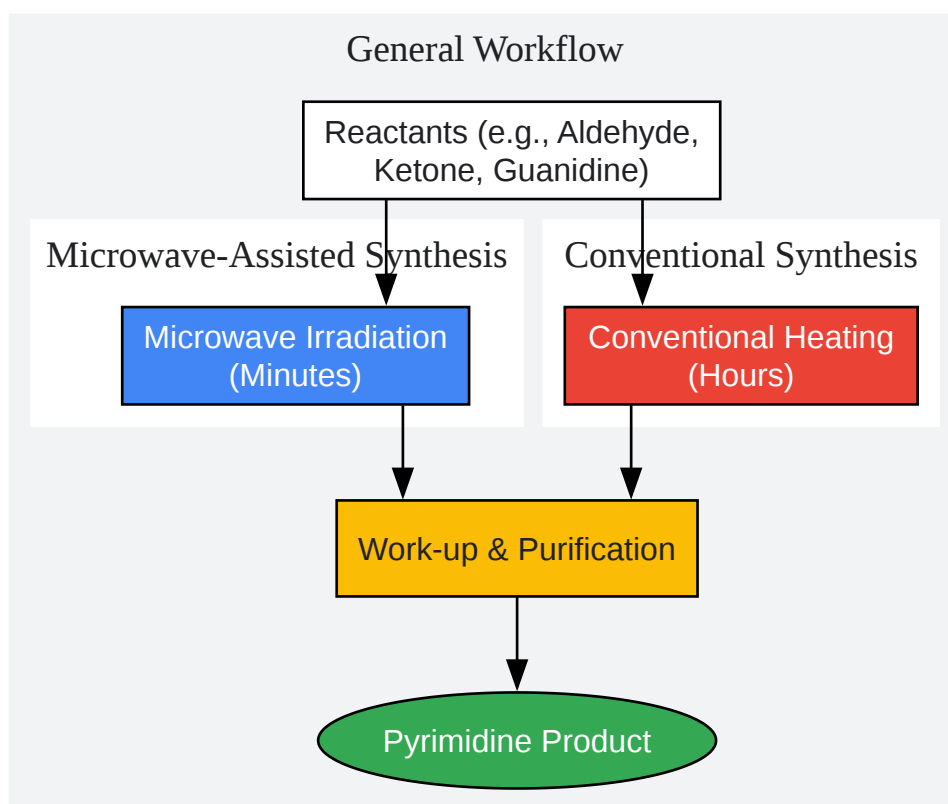 General Workflow
Reactants (e.g., Aldehyde,
Ketone, Guanidine)
Microwave-Assisted Synthesis
Conventional Synthesis
Microwave Irradiation
(Minutes)
Conventional Heating
(Hours)
Work-up & Purification
Pyrimidine Product